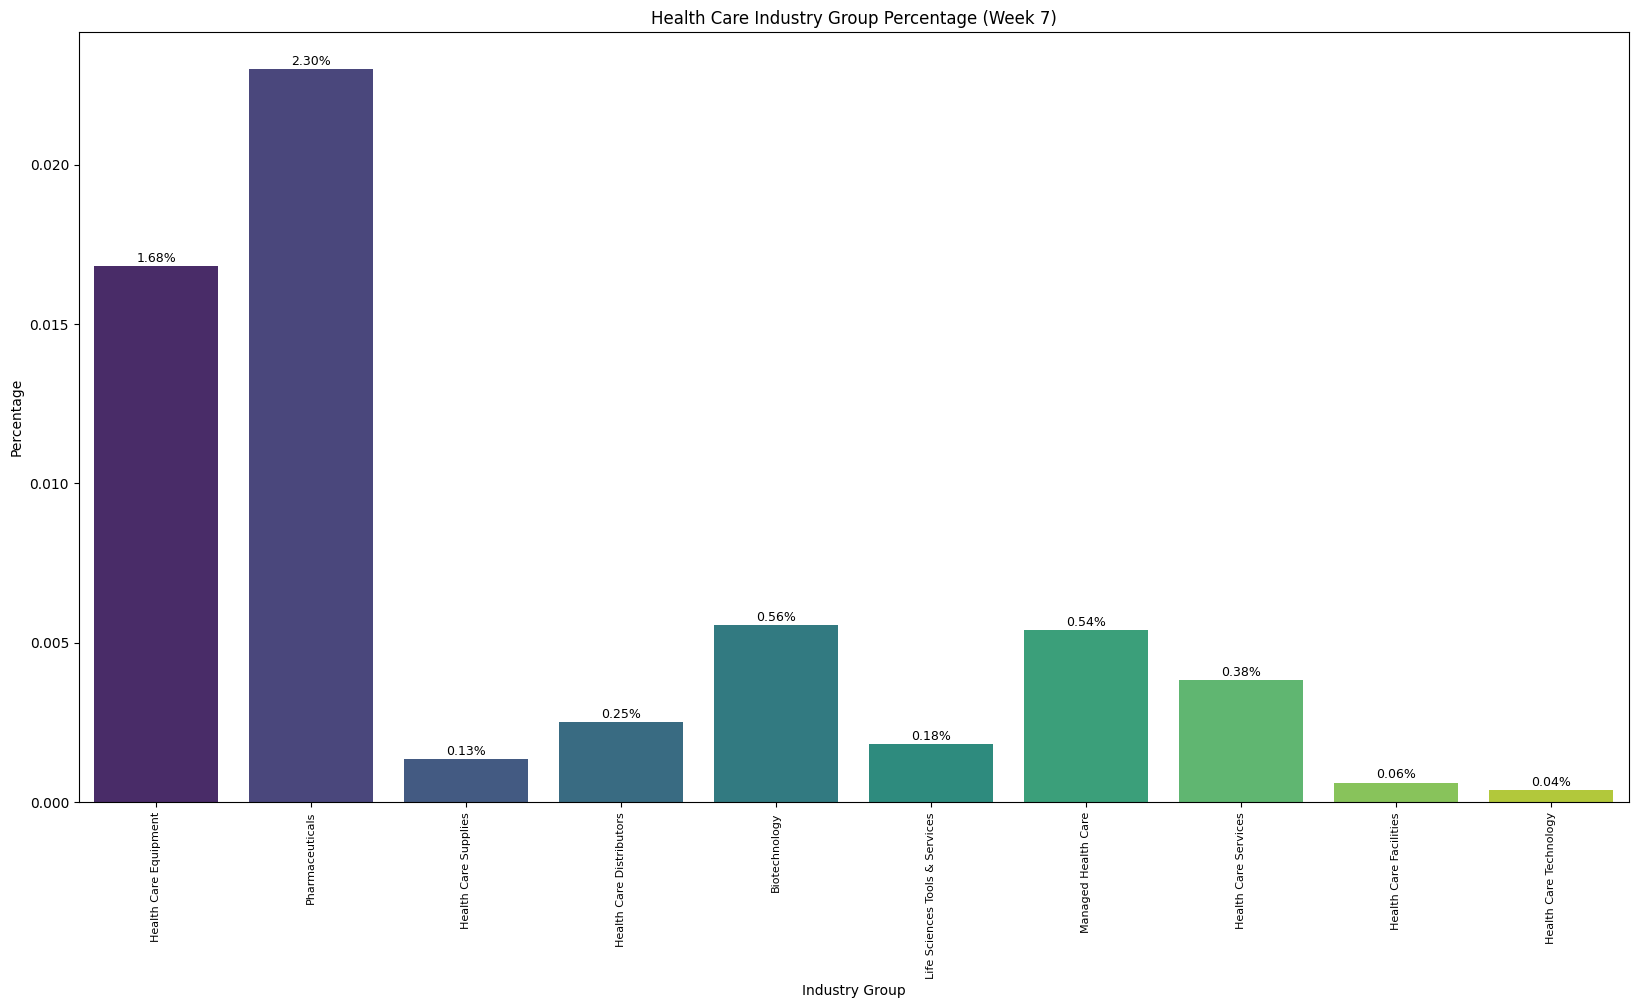 Health Care Industry Group Percentage (Week 7)
Percentage
0.020
0.015
0.010
0.005
0.000
1.68%
2.30%
0.13%
0.25%
0.56%
0.18%
0.54%
0.38%
0.06%
0.04%
Health Care Equipment
Pharmaceuticals
Health Care Supplies
Health Care Distributors
Biotechnology
Life Sciences Tools & Services
Managed Health Care
Health Care Services
Health Care Facilities
Health Care Technology
Industry Group